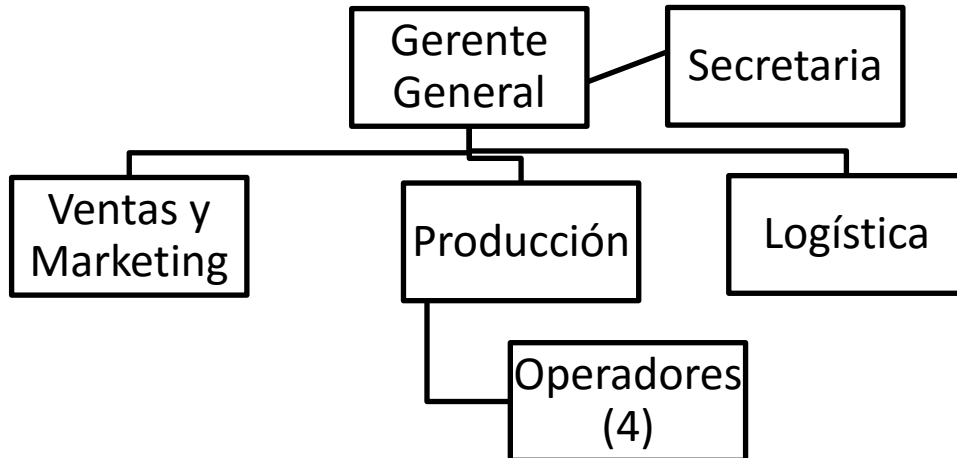 Gerente
General
Secretaria
Ventas y
Marketing
Producción
Logística
Operadores
(4)